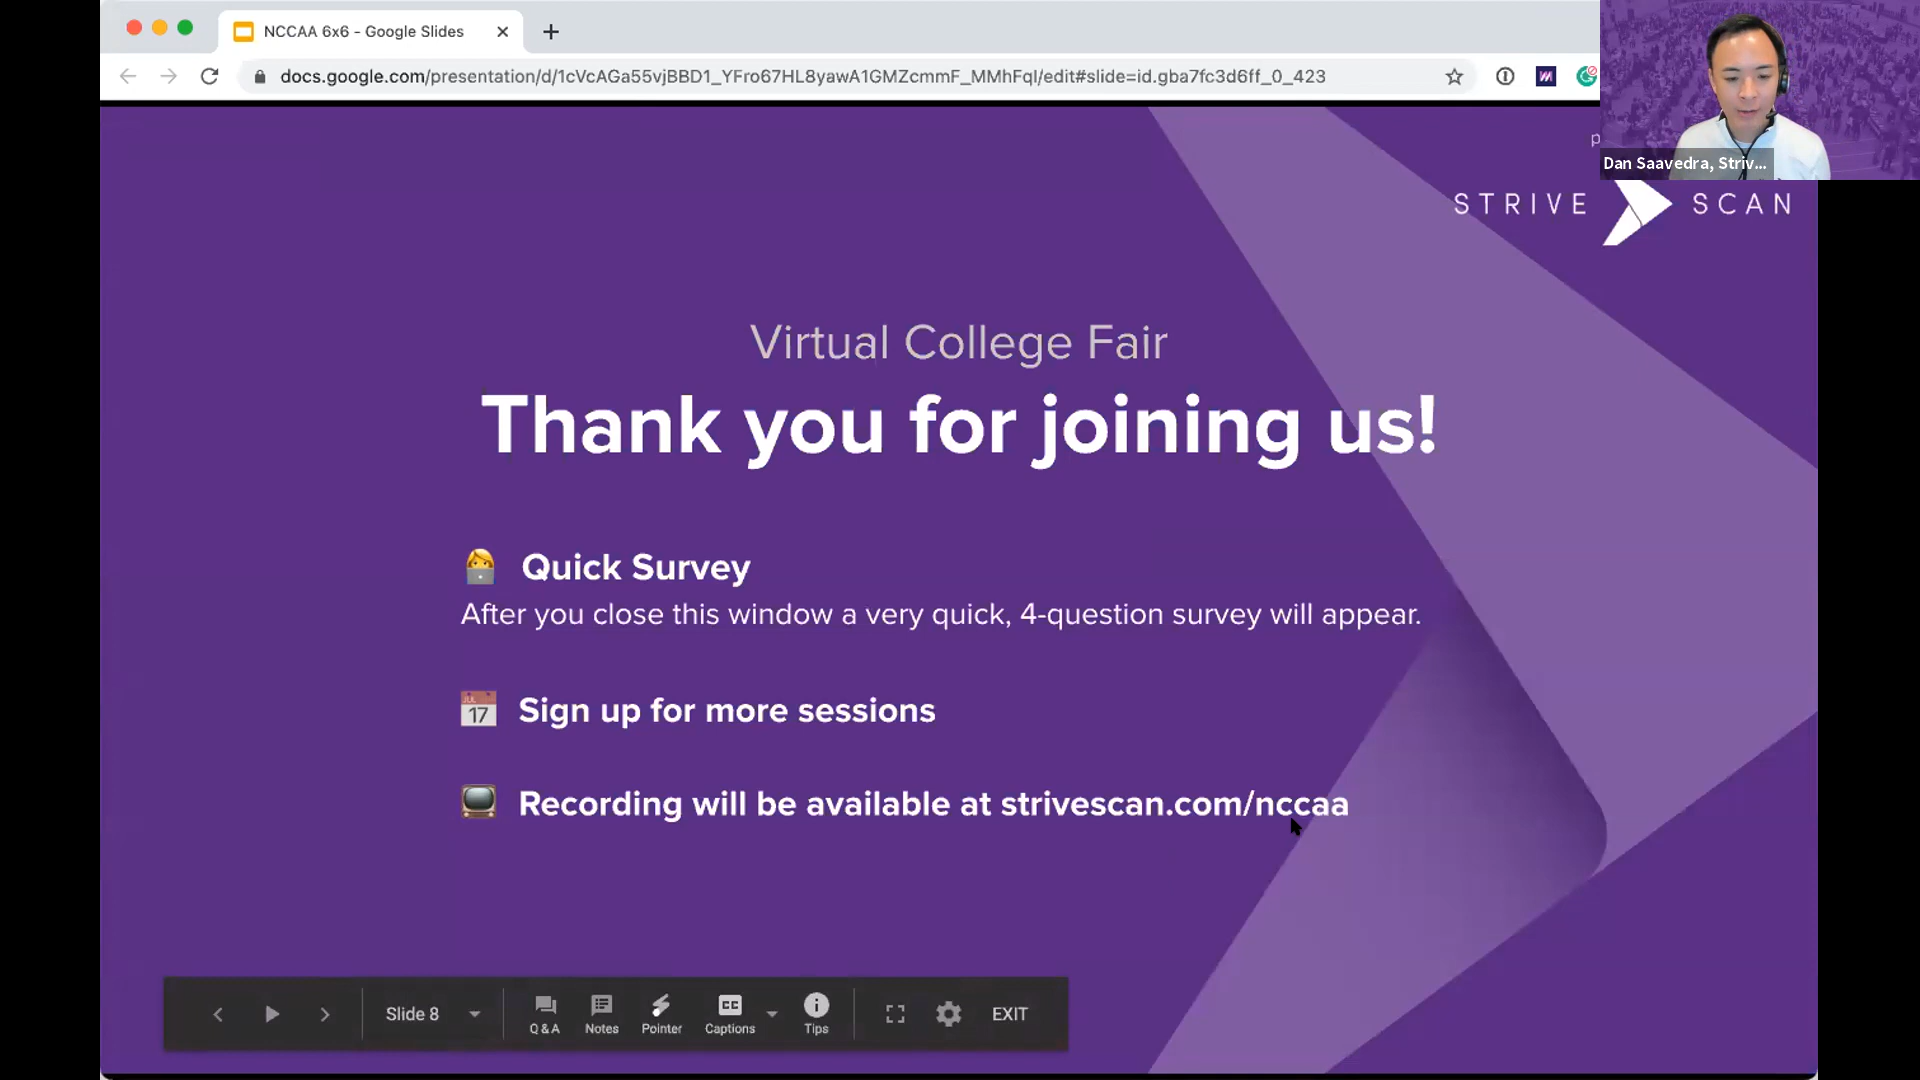 NCCAA 6x6 - Google Slides
docs.google.com/presentation/d/1cVcAGa55vjBBD1_YFro67HL8yawA1GMZcmmF_MMhFqI/edit#slide=id.gba7fc3d6ff_0_423
Dan Saavedra, Striv...
STRIVE SCAN
Virtual College Fair
Thank you for joining us!
Quick Survey
After you close this window a very quick, 4-question survey will appear.
JUL
17
Sign up for more sessions
Recording will be available at strivescan.com/nccaa
Slide 8
Q & A
Notes
Pointer
CC
Captions
Tips
EXIT